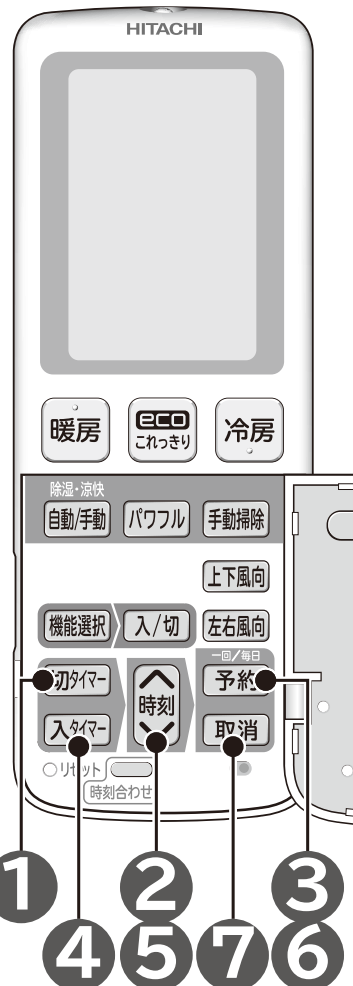 HITACHI
暖房
eco
これっきり
冷房
除湿・涼快
自動/手動
パワフル
手動掃除
上下風向
機能選択
入/切
左右風向
一回/毎日
切タイマー
時刻
予約
入タイマー
取消
リセット
時刻合わせ
1
2
3
4
5
7
6